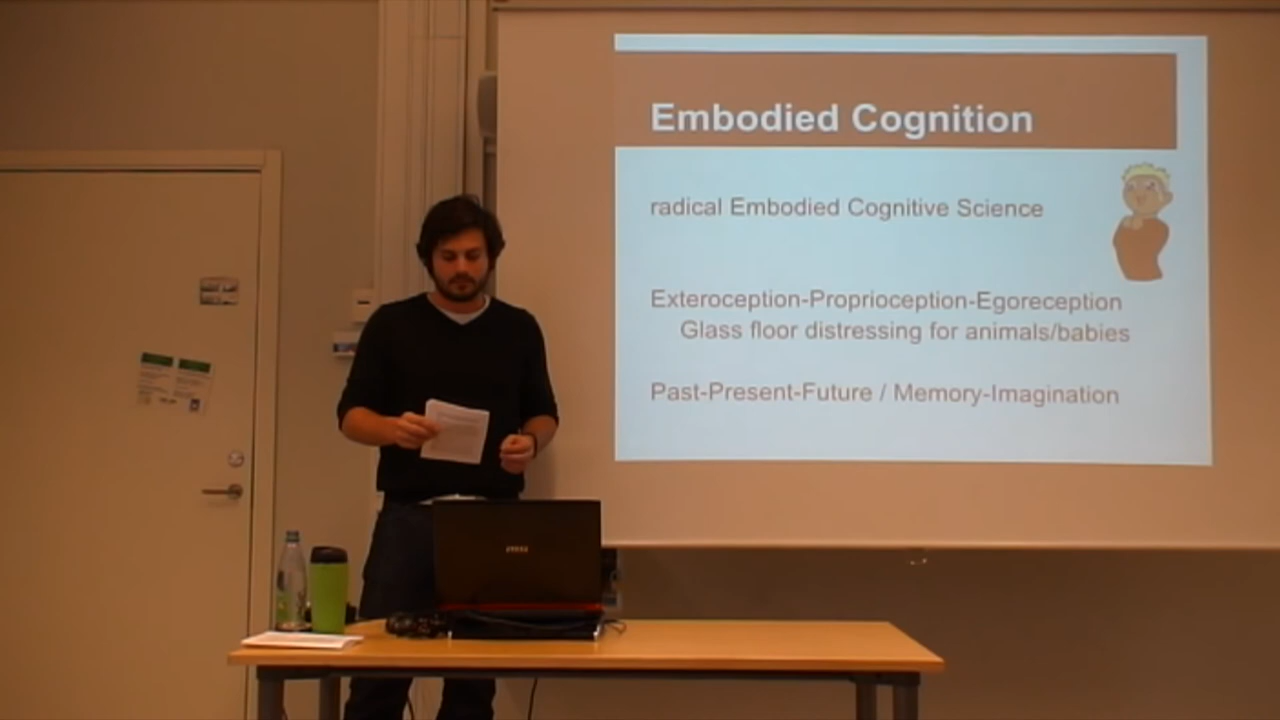 Embodied Cognition
radical Embodied Cognitive Science
Exteroception-Proprioception-Egoreception
Glass floor distressing for animals/babies
Past-Present-Future / Memory-Imagination
msi